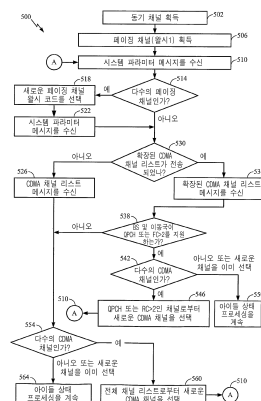 500
동기 채널 획득
502
페이징 채널(왈시1) 획득
506
A
시스템 파라미터 메시지를 수신
510
518
514
새로운 페이징 채널
왈시 코드를 선택
예
다수의 페이징
채널인가?
522
아니오
시스템 파라미터
메시지를 수신
530
아니오
확장된 CDMA
채널 리스트가 전송
되었나?
예
526
CDMA 채널 리스트
메시지를 수신
확장된 CDMA 채널
리스트 메시지를 수신
538
아니오
BS 및 이동국이
QPCH 또는 RC>2를 지원
하는가?
542
예
아니오 또는 새로운
채널을 이미 선택
다수의 CDMA
채널인가?
510
예
546
A
QPCH 또는 RC>2인 채널로부터
새로운 CDMA 채널을 선택
아이들 상태
프로세싱을
계속
554
다수의 CDMA
채널인가?
예
아니오 또는 새로운
채널을 이미 선택
564
560
510
아이들 상태
프로세싱을 계속
전체 채널 리스트로부터 새로운
CDMA 채널을 선택
A